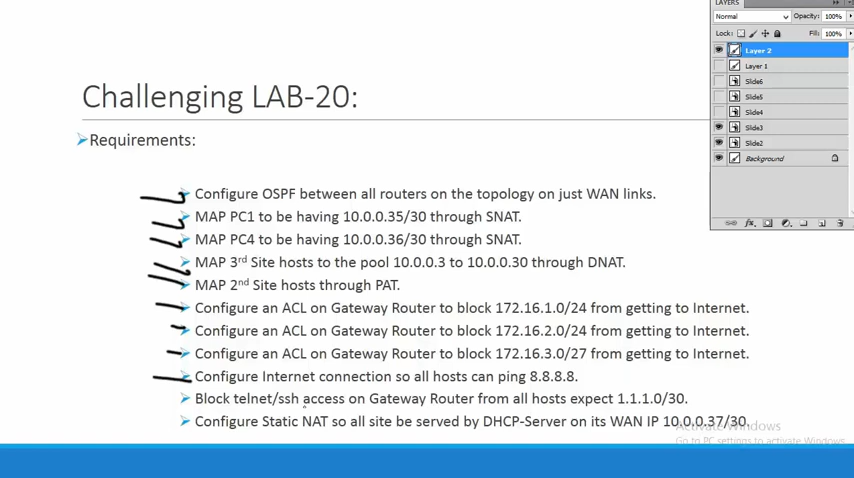 LAYERS
Normal Opacity: 100%
Lock: Fill: 100%
Layer 2
Layer 1
Slide6
Slide5
Slide4
Slide3
Slide2
Background
fx
Challenging LAB-20:
Requirements:
Configure OSPF between all routers on the topology on just WAN links.
MAP PC1 to be having 10.0.0.35/30 through SNAT.
MAP PC4 to be having 10.0.0.36/30 through SNAT.
MAP 3rd Site hosts to the pool 10.0.0.3 to 10.0.0.30 through DNAT.
MAP 2nd Site hosts through PAT.
Configure an ACL on Gateway Router to block 172.16.1.0/24 from getting to Internet.
Configure an ACL on Gateway Router to block 172.16.2.0/24 from getting to Internet.
Configure an ACL on Gateway Router to block 172.16.3.0/27 from getting to Internet.
Configure Internet connection so all hosts can ping 8.8.8.8.
Block telnet/ssh access on Gateway Router from all hosts expect 1.1.1.0/30.
Configure Static NAT so all site be served by DHCP-Server on its WAN IP 10.0.0.37/30.
Activate Windows
Go to PC settings to activate Windows